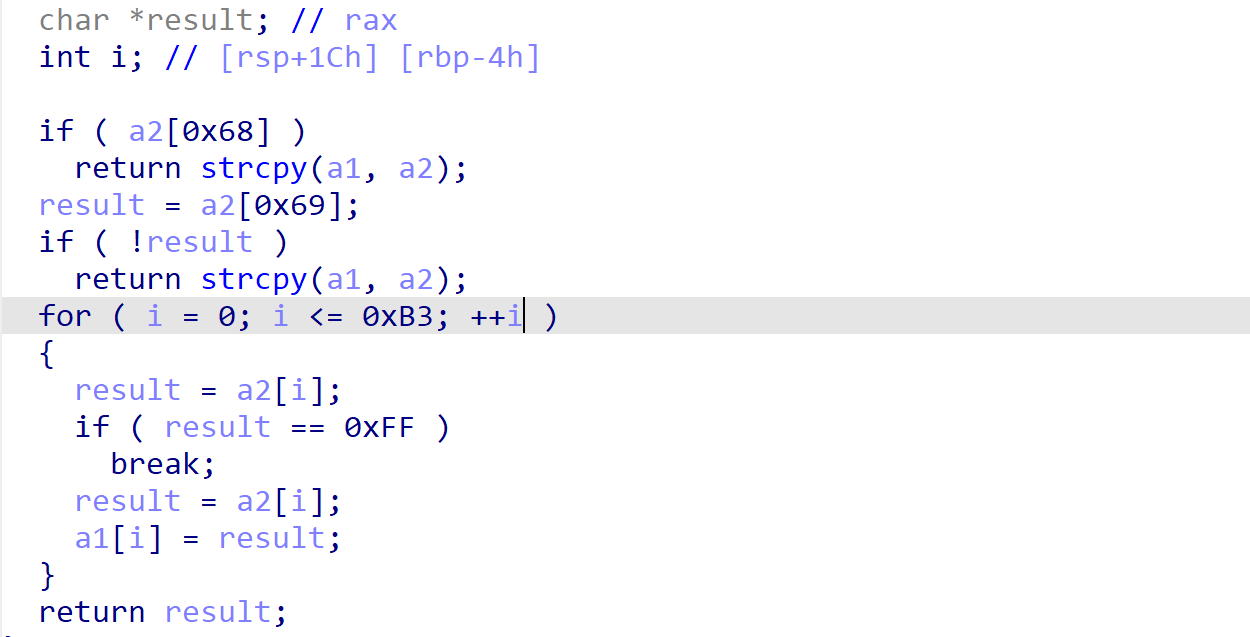 char *result; // rax
int i; // [rsp+1Ch] [rbp-4h]
if ( a2[0x68] )
return strcpy(a1, a2);
result = a2[0x69];
if ( !result )
return strcpy(a1, a2);
for ( i = 0; i <= 0xB3; ++i )
{
result = a2[i];
if ( result == 0xFF )
break;
result = a2[i];
a1[i] = result;
}
return result;